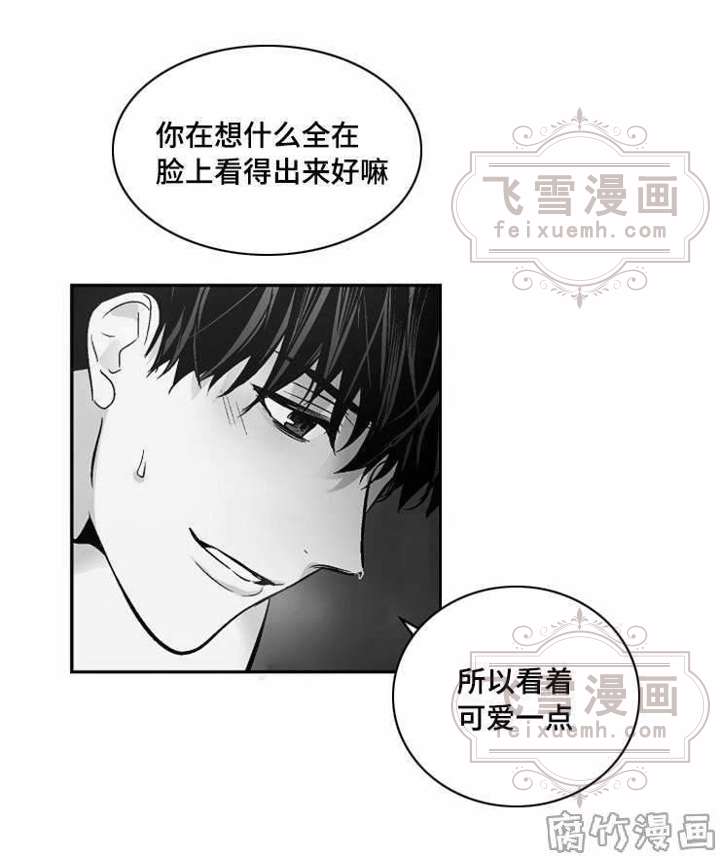 你在想什么全在
脸上看得出来好嘛
飞雪漫画
feixuemh.com
所以看着
可爱一点
飞雪漫画
feixuemh.com
腐竹漫画